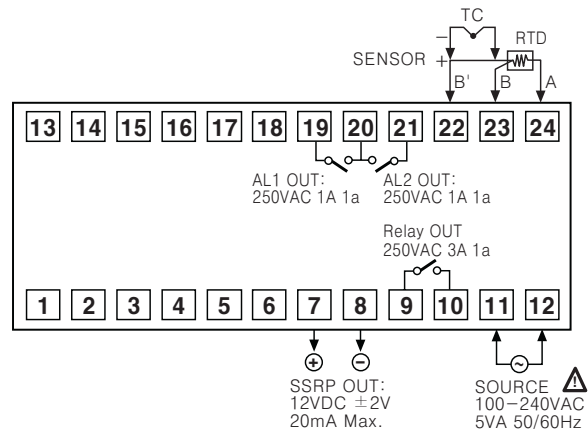 TC
RTD
SENSOR
− +
B' B A
13 14 15 16 17 18 19 20 21 22 23 24
AL1 OUT:
250VAC 1A 1a
AL2 OUT:
250VAC 1A 1a
Relay OUT
250VAC 3A 1a
1 2 3 4 5 6 7 8 9 10 11 12
+ −
SSRP OUT:
12VDC ±2V
20mA Max.
SOURCE
100−240VAC
5VA 50/60Hz